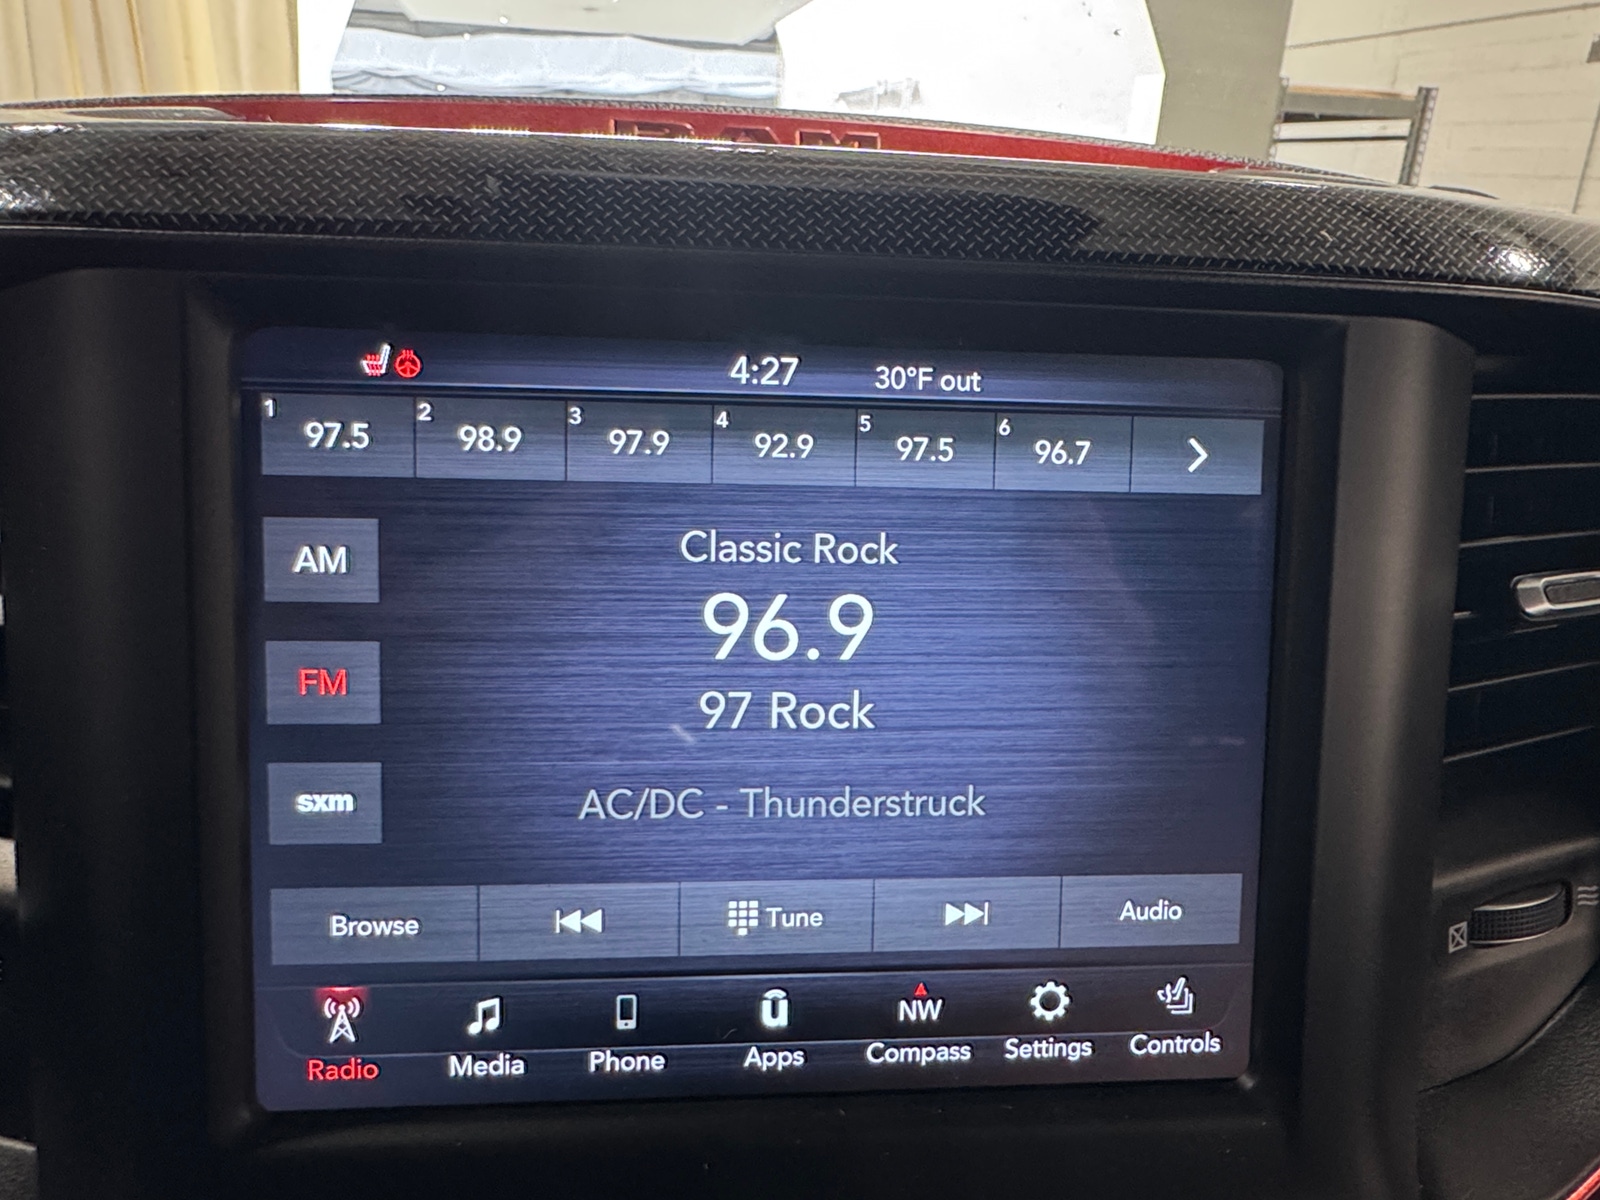 RAM
4:27 30°F out
1 97.5 2 98.9 3 97.9 4 92.9 5 97.5 6 96.7
AM
Classic Rock
96.9
FM
97 Rock
sxm
AC/DC - Thunderstruck
Browse Tune Audio
NW
Radio Media Phone Apps Compass Settings Controls